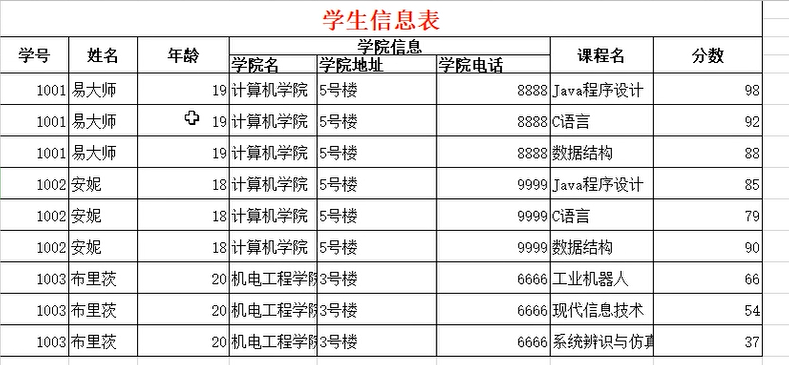 学生信息表
学号 姓名 年龄 学院信息 课程名 分数
学院名 学院地址 学院电话
1001 易大师 19 计算机学院 5号楼 8888 Java程序设计 98
1001 易大师 19 计算机学院 5号楼 8888 C语言 92
1001 易大师 19 计算机学院 5号楼 8888 数据结构 88
1002 安妮 18 计算机学院 5号楼 9999 Java程序设计 85
1002 安妮 18 计算机学院 5号楼 9999 C语言 79
1002 安妮 18 计算机学院 5号楼 9999 数据结构 90
1003 布里茨 20 机电工程学院 3号楼 6666 工业机器人 66
1003 布里茨 20 机电工程学院 3号楼 6666 现代信息技术 54
1003 布里茨 20 机电工程学院 3号楼 6666 系统辨识与仿真 37